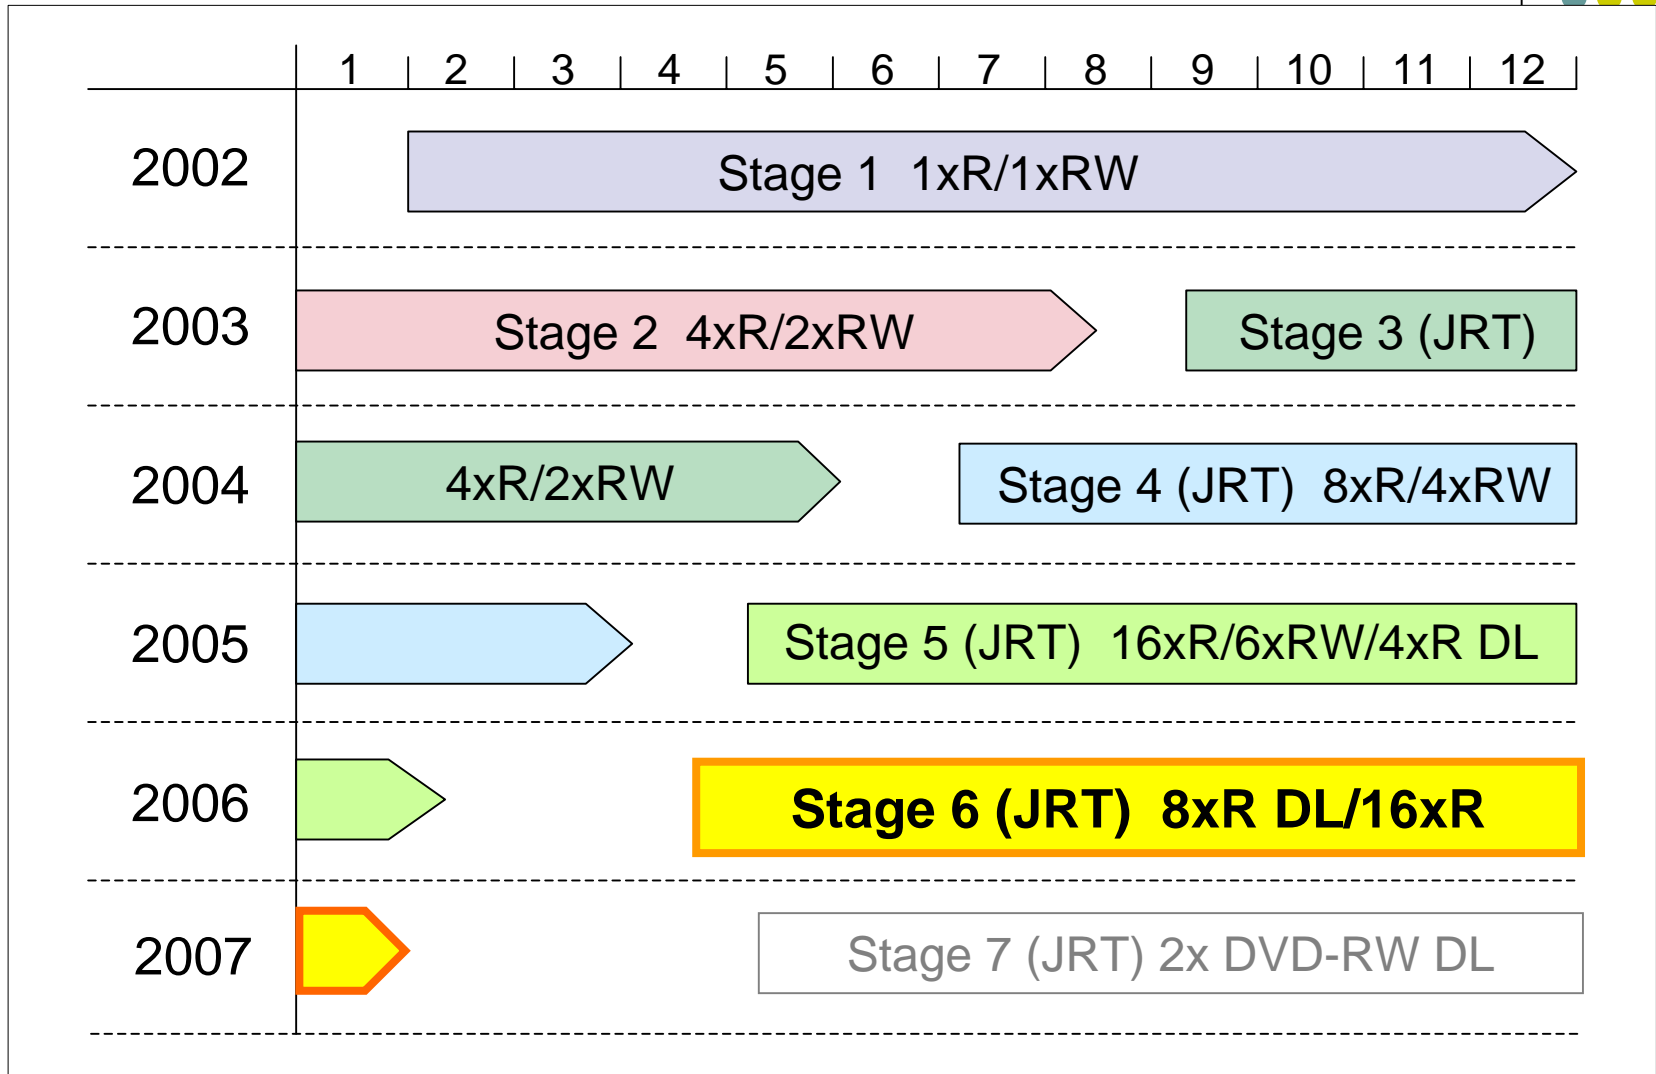 1 2 3 4 5 6 7 8 9 10 11 12
2002 Stage 1 1xR/1xRW
2003 Stage 2 4xR/2xRW Stage 3 (JRT)
2004 4xR/2xRW Stage 4 (JRT) 8xR/4xRW
2005 Stage 5 (JRT) 16xR/6xRW/4xR DL
2006 Stage 6 (JRT) 8xR DL/16xR
2007 Stage 7 (JRT) 2x DVD-RW DL